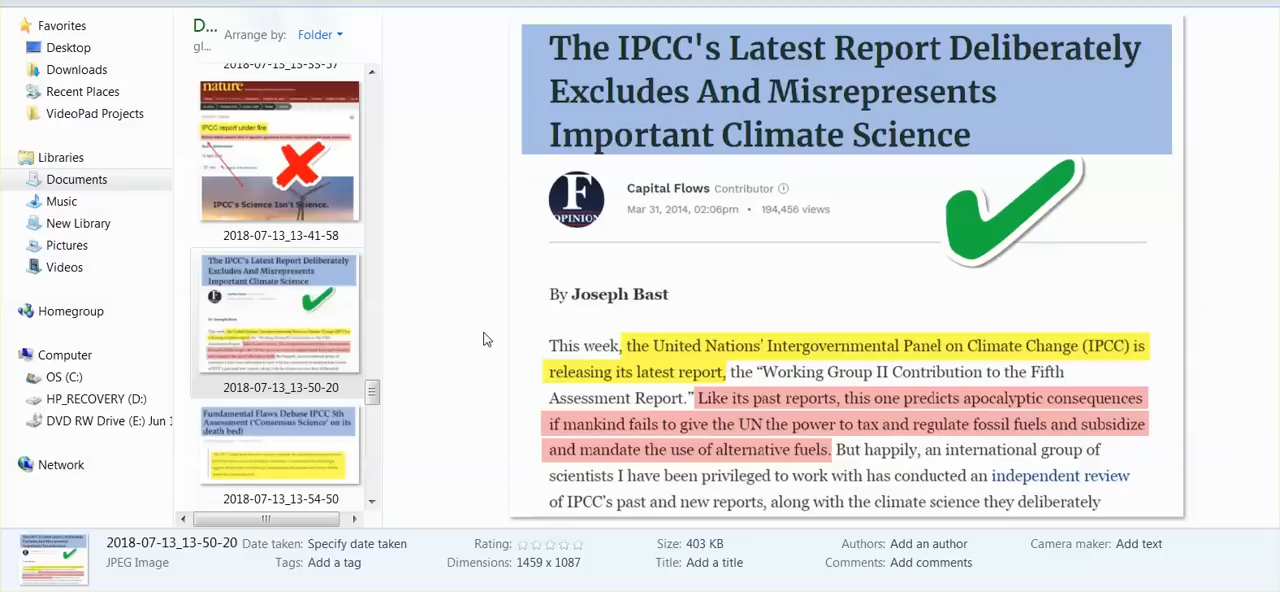 Favorites
Desktop
Downloads
Recent Places
VideoPad Projects
Libraries
Documents
Music
New Library
Pictures
Videos
Homegroup
Computer
OS (C:)
HP_RECOVERY (D:)
DVD RW Drive (E:) Jun 1
Network
D...
gl...
Arrange by: Folder
2018-07-13_13-35-57
nature
IPCC report under fire
IPCC's Science Isn't Science.
2018-07-13_13-41-58
The IPCC's Latest Report Deliberately
Excludes And Misrepresents
Important Climate Science
2018-07-13_13-50-20
Fundamental Flaws Debase IPCC 5th
Assessment ('Consensus Science' on its
death bed)
2018-07-13_13-54-50
The IPCC's Latest Report Deliberately
Excludes And Misrepresents
Important Climate Science
F
OPINION
Capital Flows Contributor
Mar 31, 2014, 02:06pm • 194,456 views
By Joseph Bast
This week, the United Nations' Intergovernmental Panel on Climate Change (IPCC) is
releasing its latest report, the “Working Group II Contribution to the Fifth
Assessment Report.” Like its past reports, this one predicts apocalyptic consequences
if mankind fails to give the UN the power to tax and regulate fossil fuels and subsidize
and mandate the use of alternative fuels. But happily, an international group of
scientists I have been privileged to work with has conducted an independent review
of IPCC’s past and new reports, along with the climate science they deliberately
2018-07-13_13-50-20
JPEG Image
Date taken: Specify date taken
Tags: Add a tag
Rating:
Dimensions: 1459 x 1087
Size: 403 KB
Title: Add a title
Authors: Add an author
Comments: Add comments
Camera maker: Add text